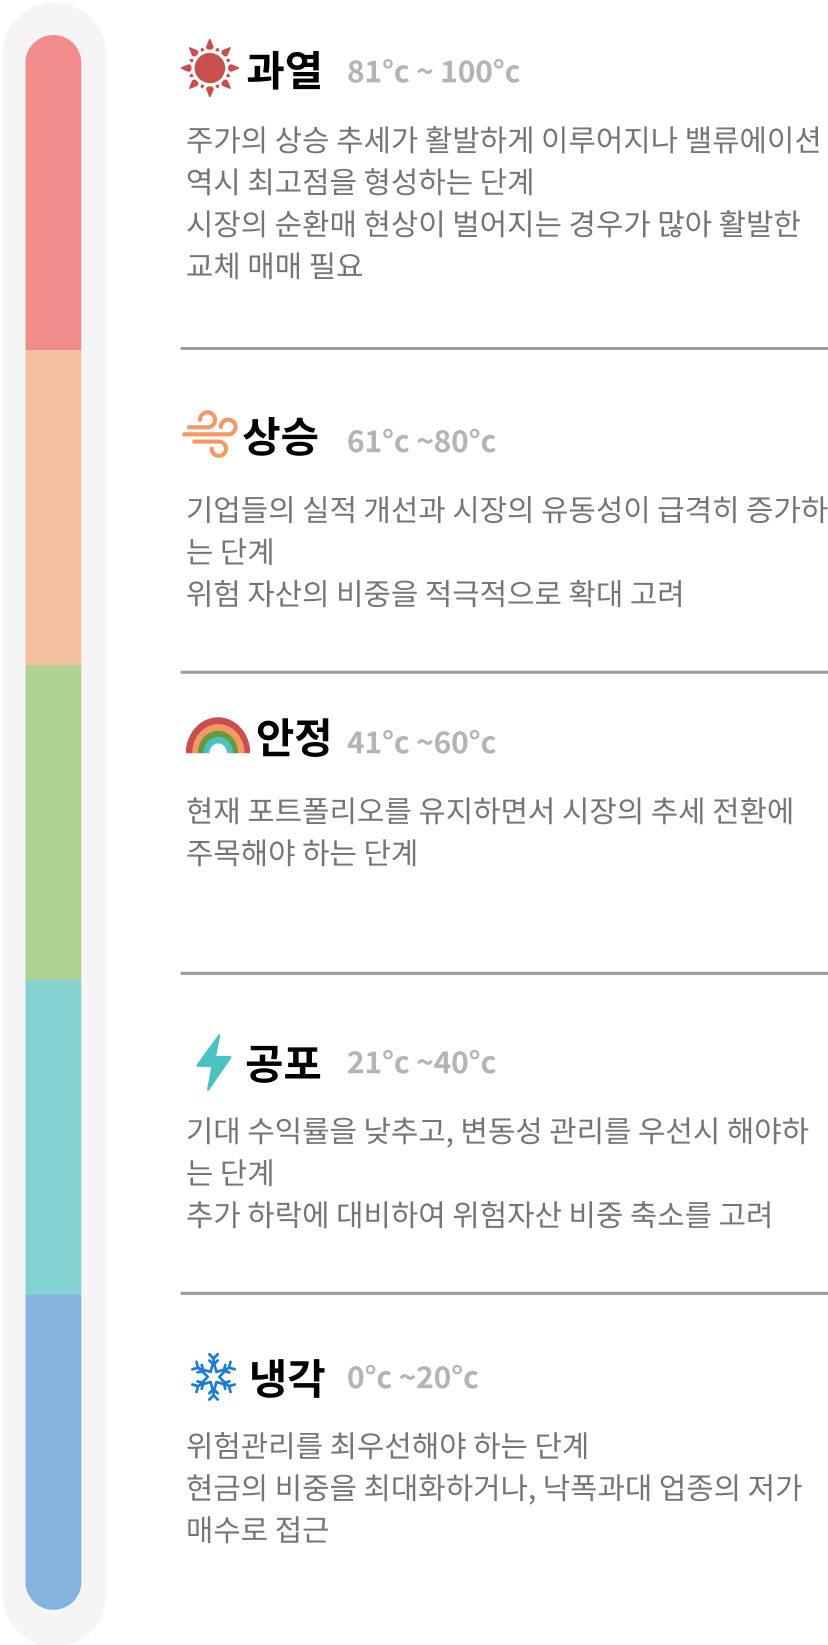 과열 81°c ~ 100°c
주가의 상승 추세가 활발하게 이루어지나 밸류에이션
역시 최고점을 형성하는 단계
시장의 순환매 현상이 벌어지는 경우가 많아 활발한
교체 매매 필요
상승 61°c ~80°c
기업들의 실적 개선과 시장의 유동성이 급격히 증가하
는 단계
위험 자산의 비중을 적극적으로 확대 고려
안정 41°c ~60°c
현재 포트폴리오를 유지하면서 시장의 추세 전환에
주목해야 하는 단계
공포 21°c ~40°c
기대 수익률을 낮추고, 변동성 관리를 우선시 해야하
는 단계
추가 하락에 대비하여 위험자산 비중 축소를 고려
냉각 0°c ~20°c
위험관리를 최우선해야 하는 단계
현금의 비중을 최대화하거나, 낙폭과대 업종의 저가
매수로 접근